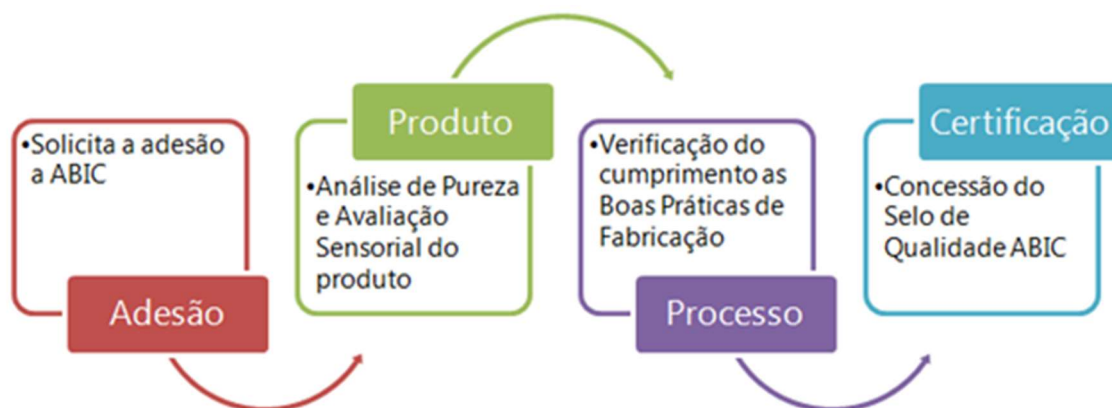 •Solicita a adesão
a ABIC
Adesão
Produto
•Análise de Pureza
e Avaliação
Sensorial do
produto
•Verificação do
cumprimento as
Boas Práticas de
Fabricação
Processo
Certificação
•Concessão do
Selo de
Qualidade ABIC